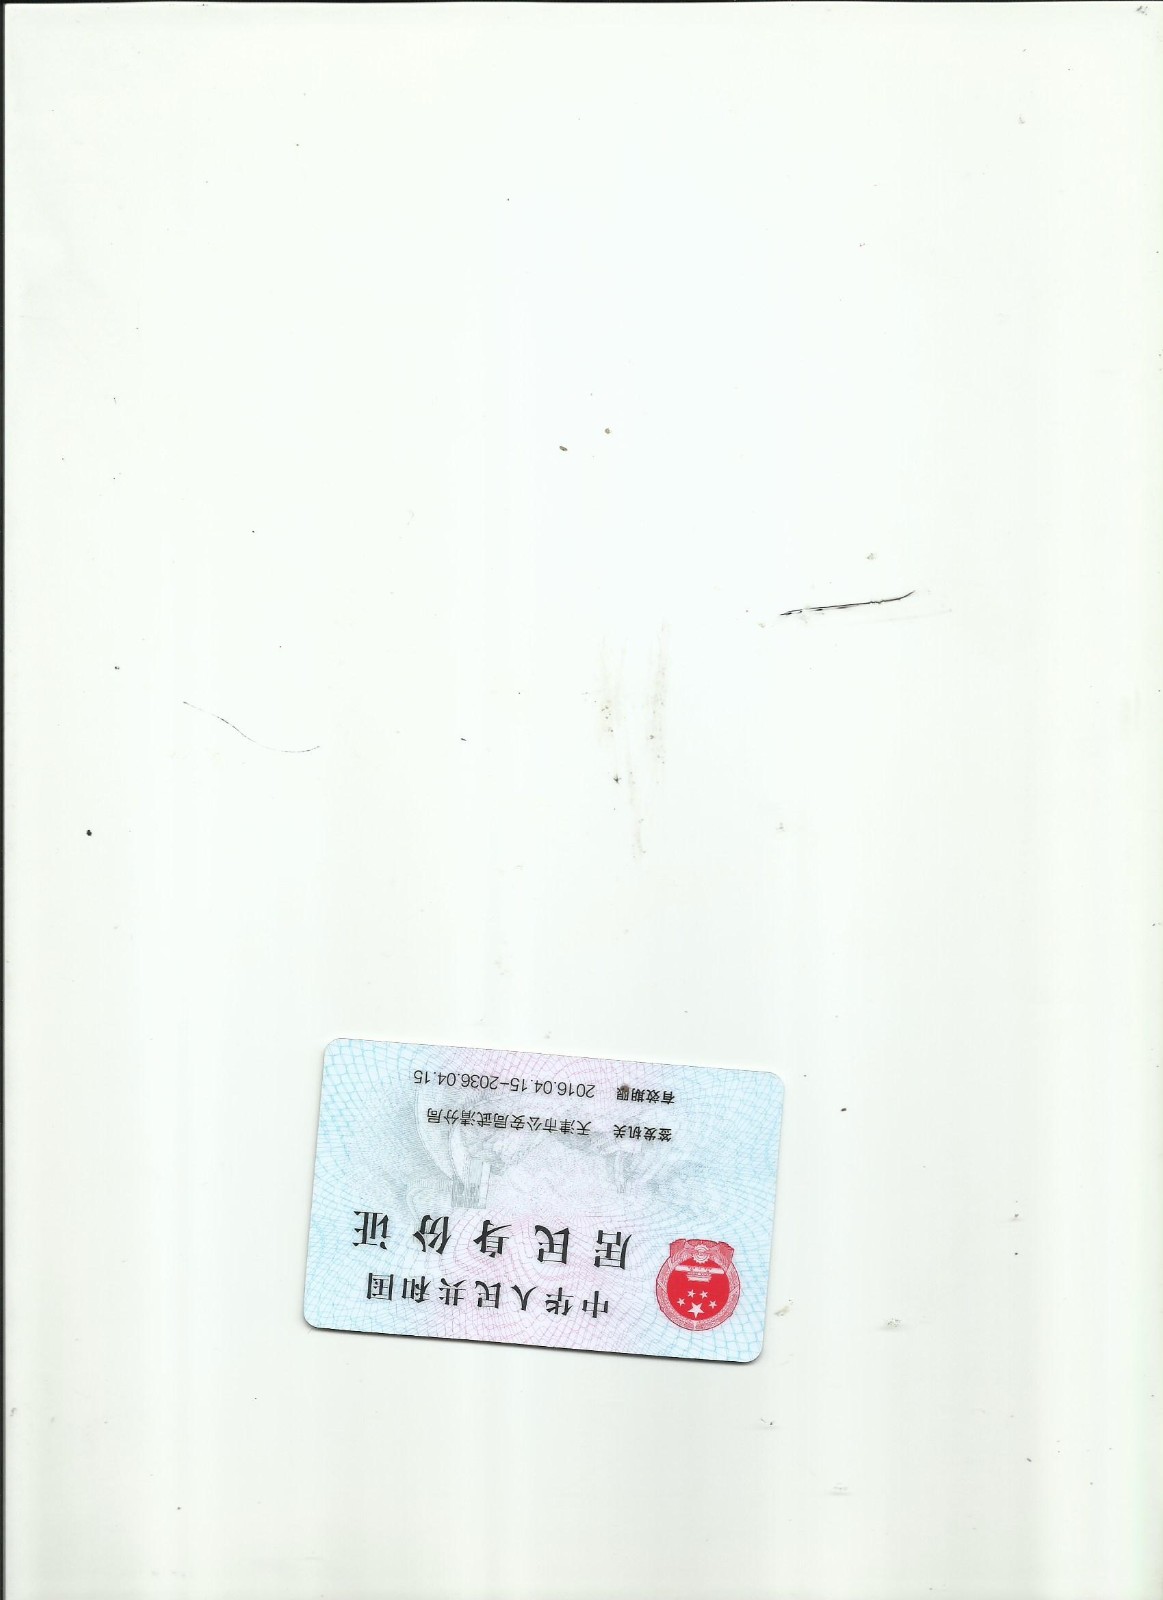 中华人民共和国
居民身份证
签发机关 天津市公安局武清分局
有效期限 2016.04.15-2036.04.15